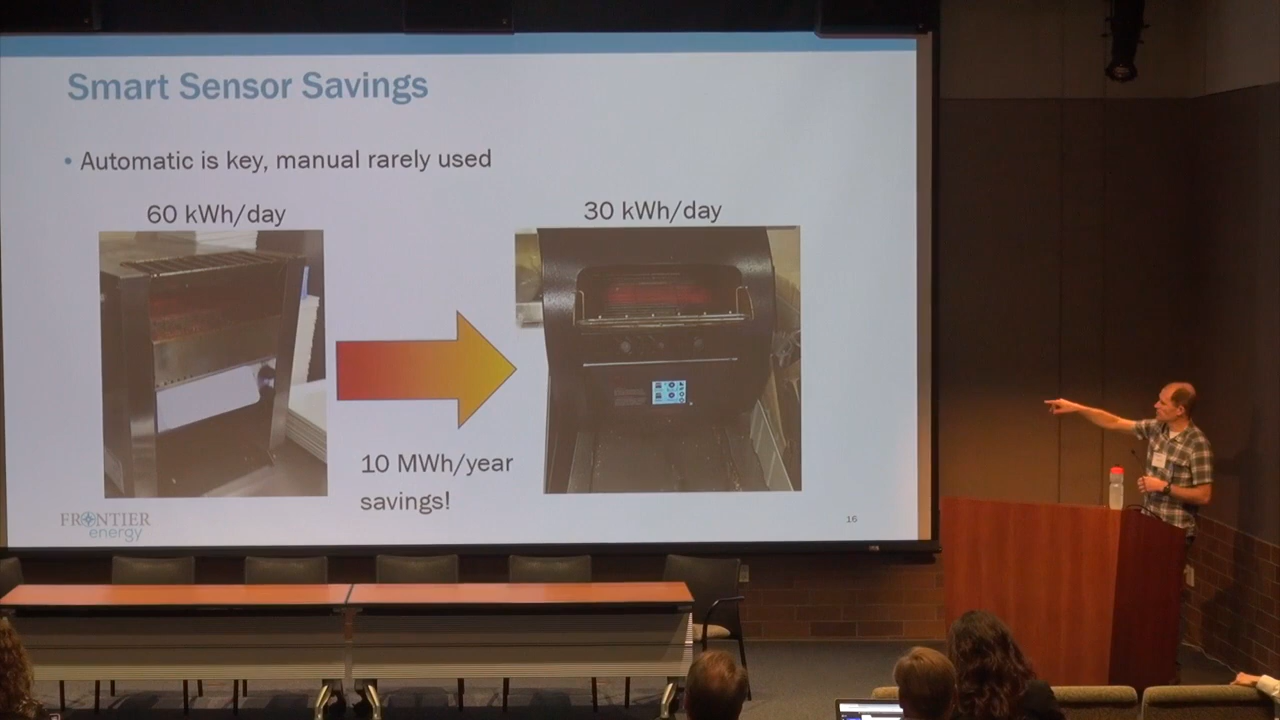 Smart Sensor Savings
• Automatic is key, manual rarely used
60 kWh/day
30 kWh/day
10 MWh/year
savings!
FRONTIER
energy
16